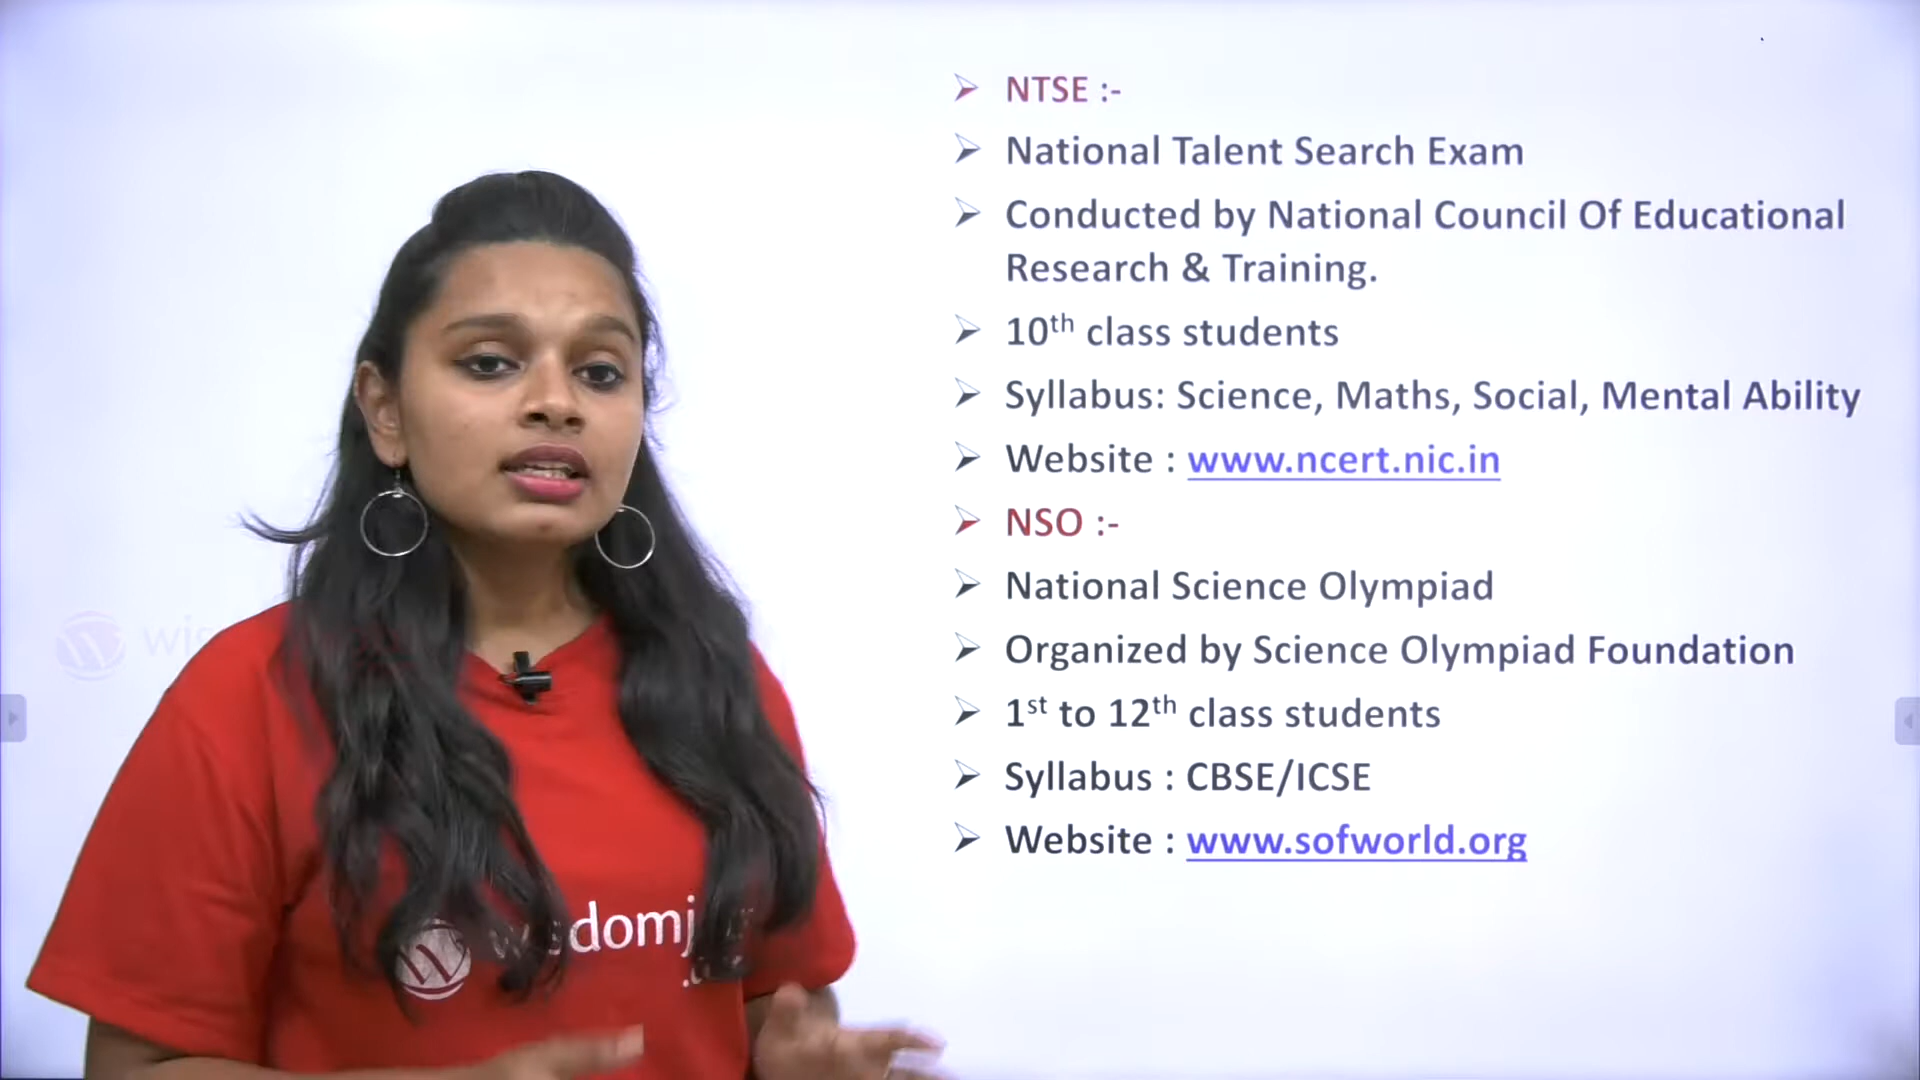 NTSE :-
National Talent Search Exam
Conducted by National Council Of Educational
Research & Training.
10th class students
Syllabus: Science, Maths, Social, Mental Ability
Website : www.ncert.nic.in
NSO :-
National Science Olympiad
Organized by Science Olympiad Foundation
1st to 12th class students
Syllabus : CBSE/ICSE
Website : www.sofworld.org